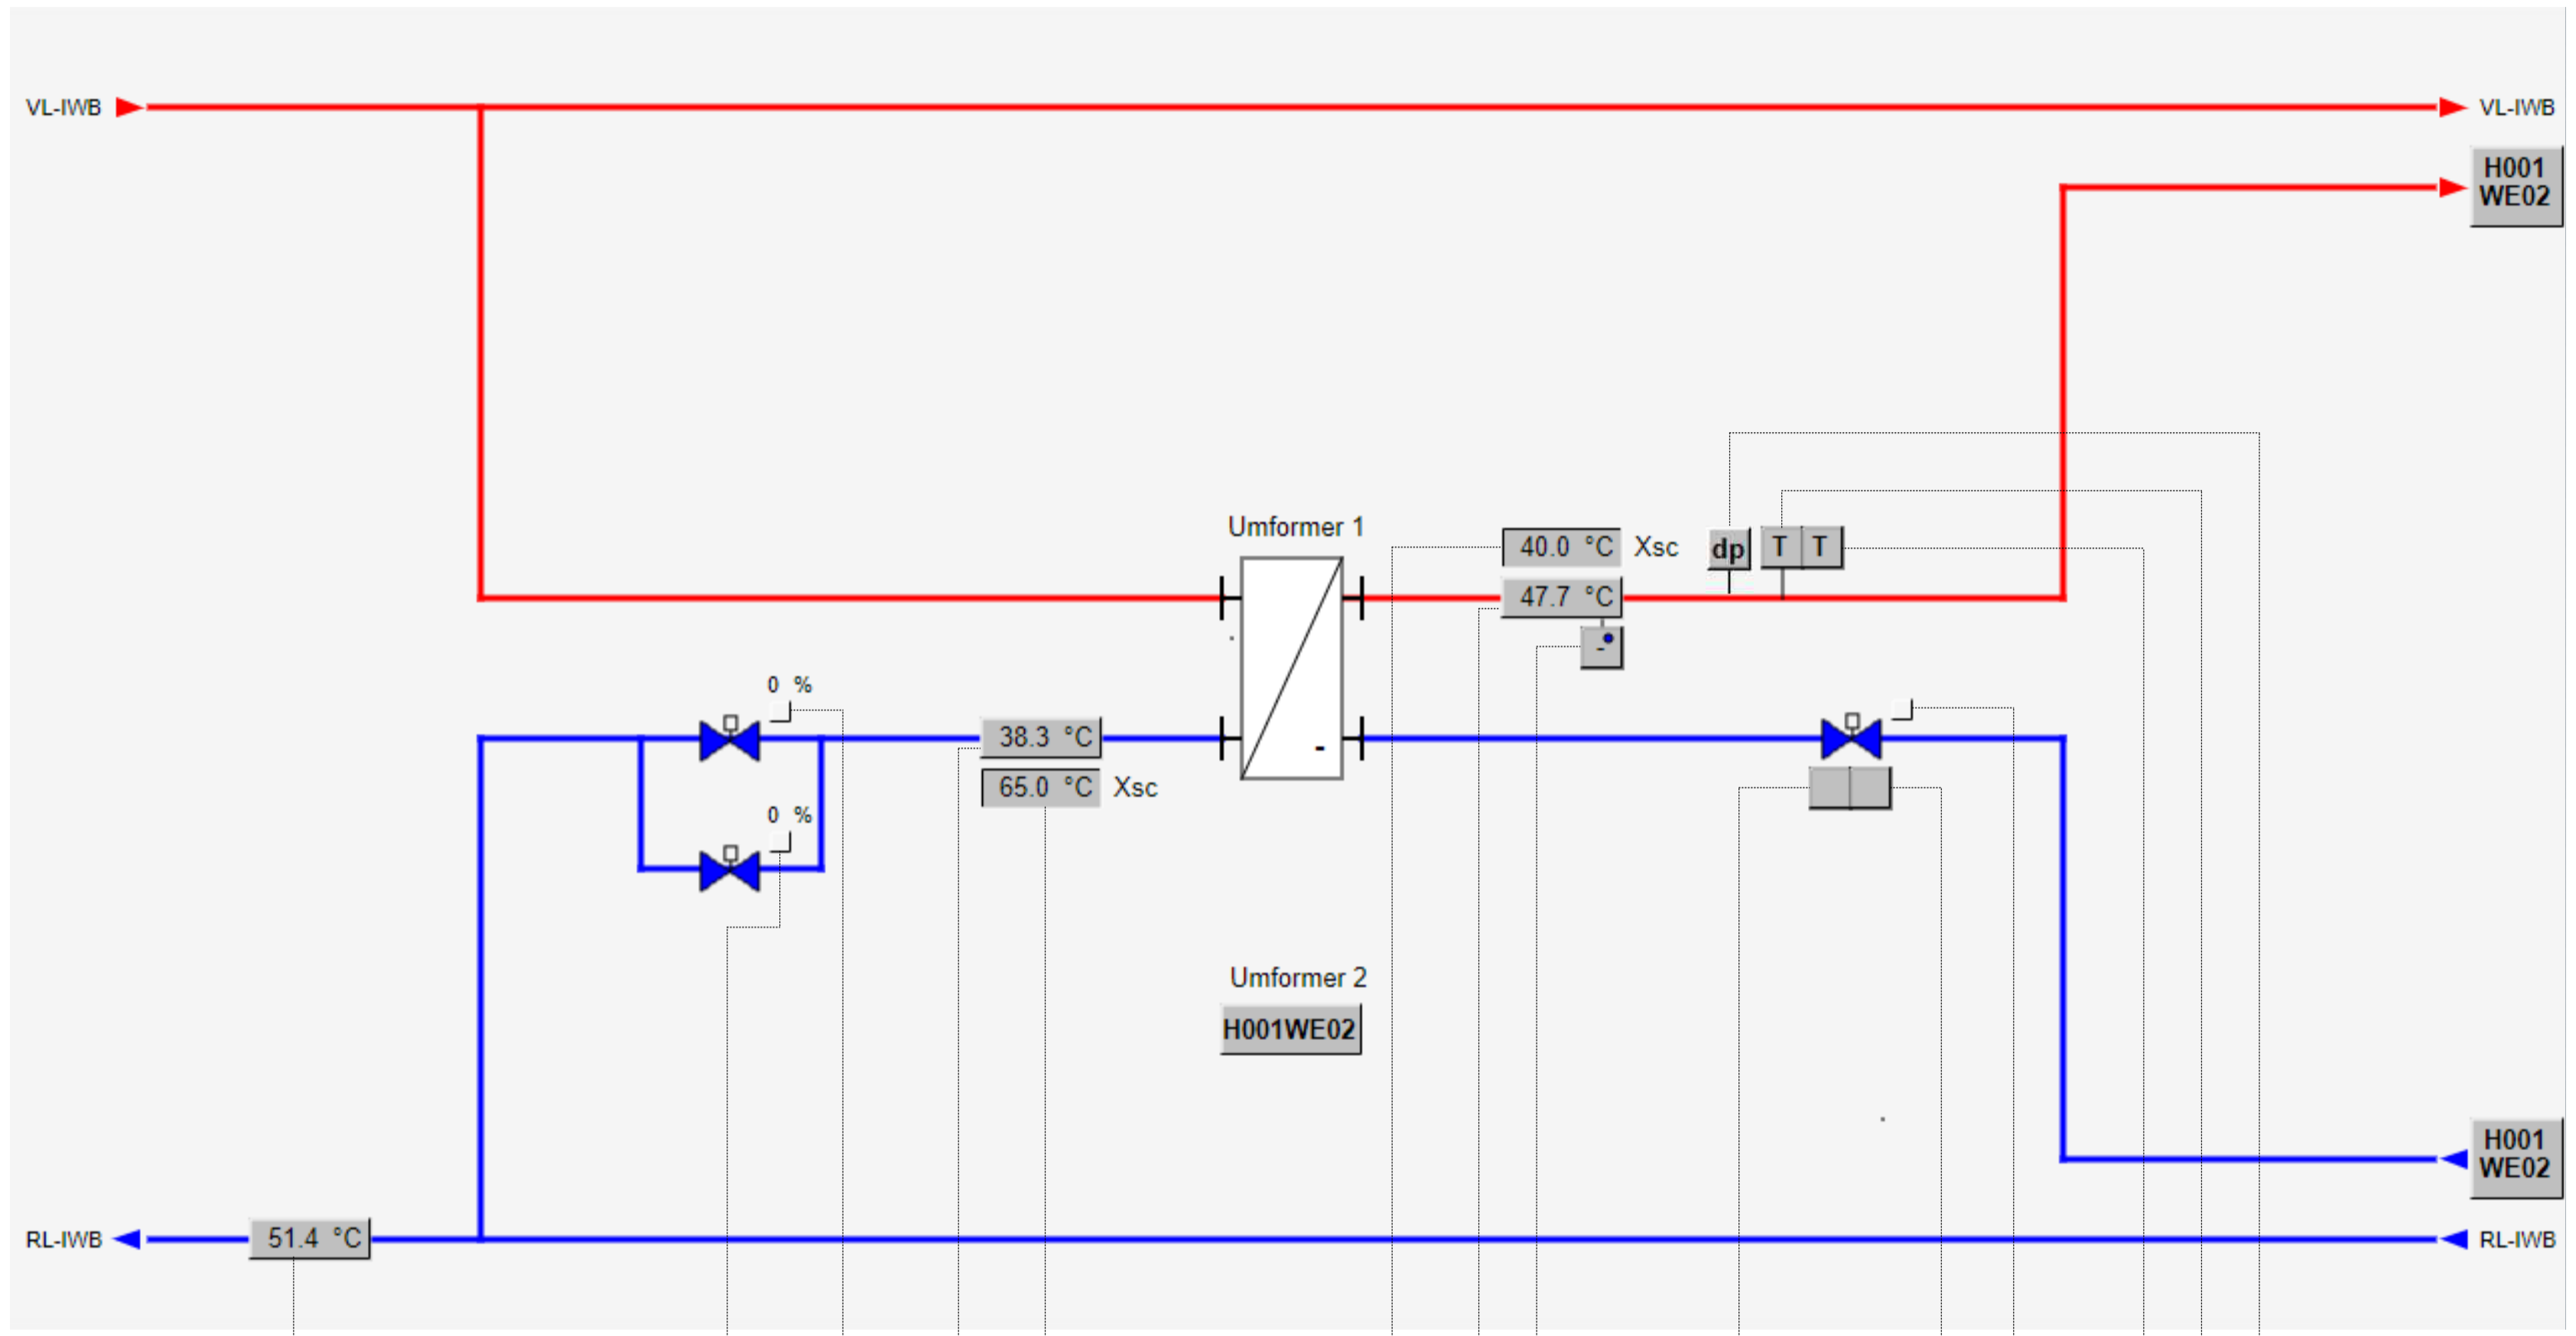 VL-IWB
VL-IWB
H001
WE02
Umformer 1
40.0 °C Xsc
dp
T T
47.7 °C
-
0 %
38.3 °C
-
65.0 °C Xsc
0 %
Umformer 2
H001WE02
H001
WE02
RL-IWB
51.4 °C
RL-IWB